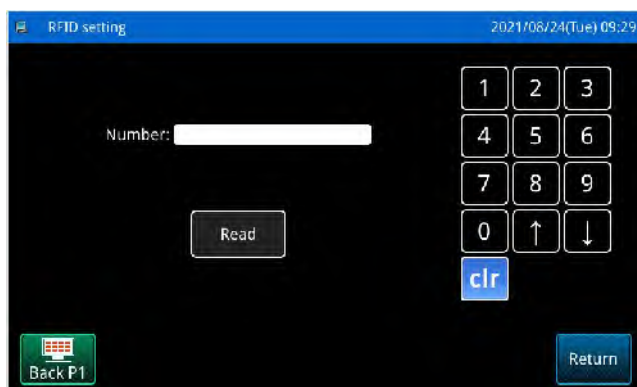 RFID setting 2021/08/24(Tue) 09:29
1 2 3
Number:
4 5 6
7 8 9
Read
0 ↑ ↓
clr
Back P1
Return